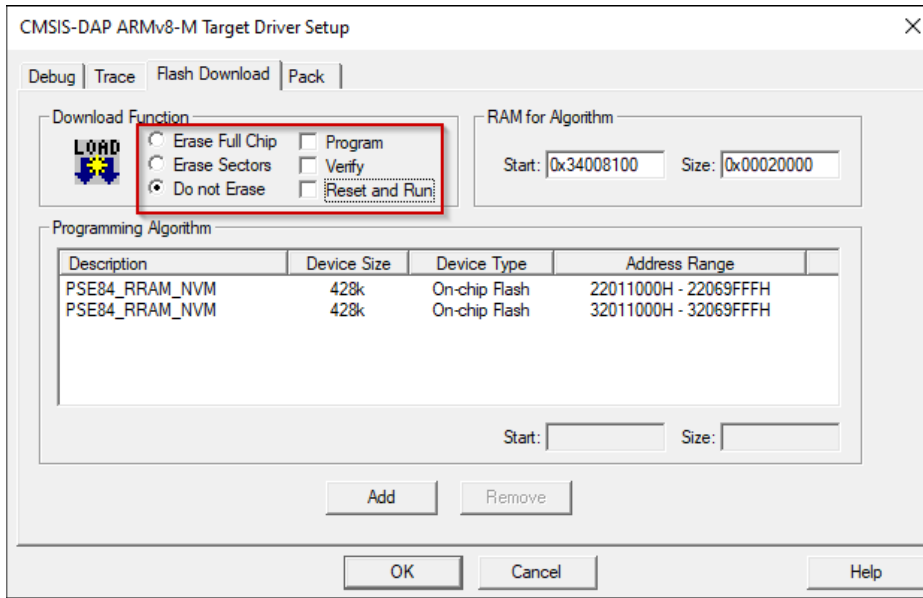 CMSIS-DAP ARMv8-M Target Driver Setup
Debug Trace Flash Download Pack
Download Function
LOAD
Erase Full Chip Program
Erase Sectors Verify
Do not Erase Reset and Run
RAM for Algorithm
Start: 0x34008100 Size: 0x00020000
Programming Algorithm
Description Device Size Device Type Address Range
PSE84_RRAM_NVM 428k On-chip Flash 22011000H - 22069FFFH
PSE84_RRAM_NVM 428k On-chip Flash 32011000H - 32069FFFH
Start: Size:
Add Remove
OK Cancel Help